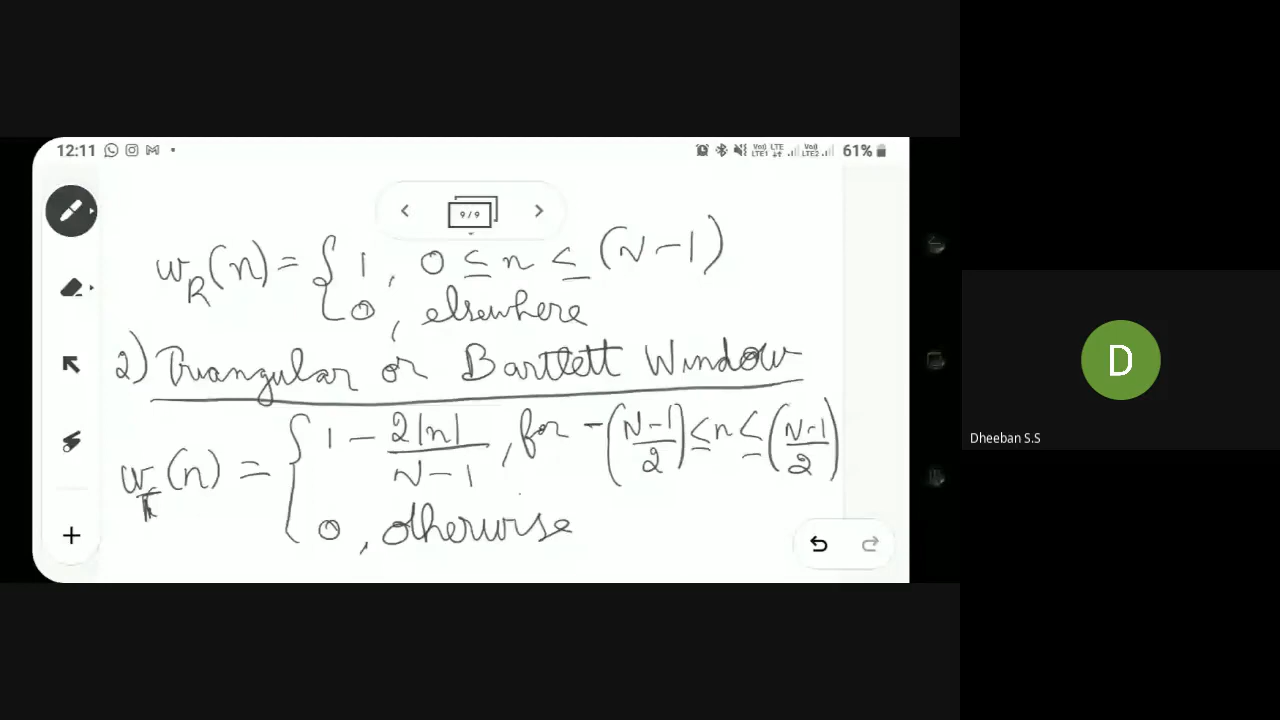 12:11
61%
9/9
w_R(n) = { 1 , 0 ≤ n ≤ (N-1)
0 , elsewhere
2) Triangular or Bartlett Window
w_T(n) = { 1 - 2|n| / N-1 , for -(N-1 / 2) ≤ n ≤ (N-1 / 2)
0 , otherwise
D
Dheeban S.S